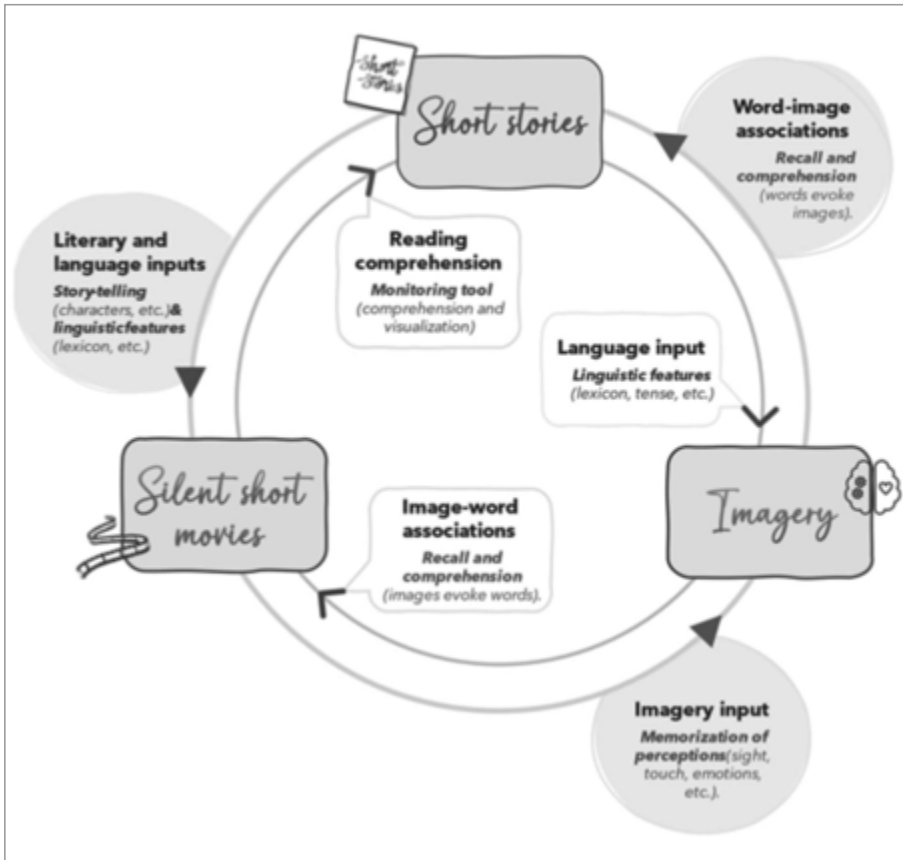 Short
Stories
Short stories
Word-image
associations
Recall and
comprehension
(words evoke
images).
Literary and
language inputs
Story-telling
(characters, etc.)&
linguisticfeatures
(lexicon, etc.)
Reading
comprehension
Monitoring tool
(comprehension and
visualization)
Language input
Linguistic features
(lexicon, tense, etc.)
Silent short
movies
Image-word
associations
Recall and
comprehension
(images evoke words).
Imagery
Imagery input
Memorization of
perceptions(sight,
touch, emotions,
etc.).